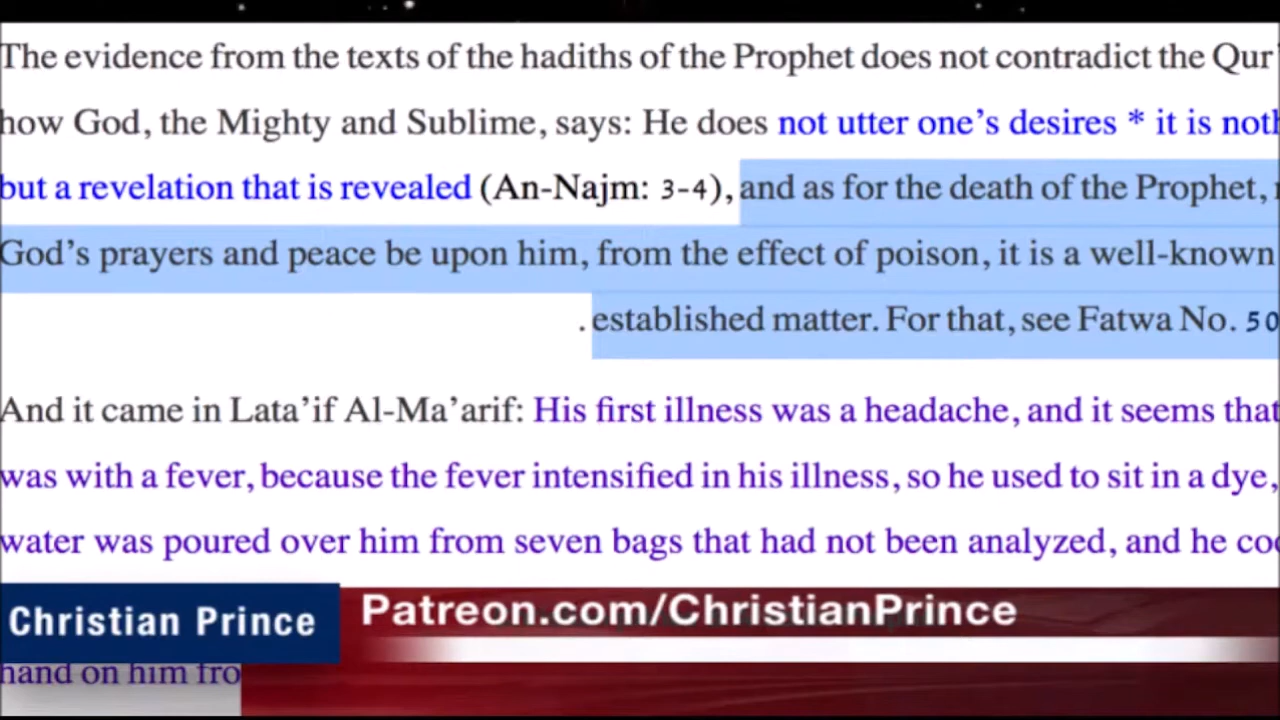 The evidence from the texts of the hadiths of the Prophet does not contradict the Qur'
how God, the Mighty and Sublime, says: He does not utter one's desires * it is noth
but a revelation that is revealed (An-Najm: 3-4), and as for the death of the Prophet,
God's prayers and peace be upon him, from the effect of poison, it is a well-known
. established matter. For that, see Fatwa No. 50
And it came in Lata'if Al-Ma'arif: His first illness was a headache, and it seems that
was with a fever, because the fever intensified in his illness, so he used to sit in a dye,
water was poured over him from seven bags that had not been analyzed, and he coo
Christian Prince
Patreon.com/ChristianPrince
hand on him fro